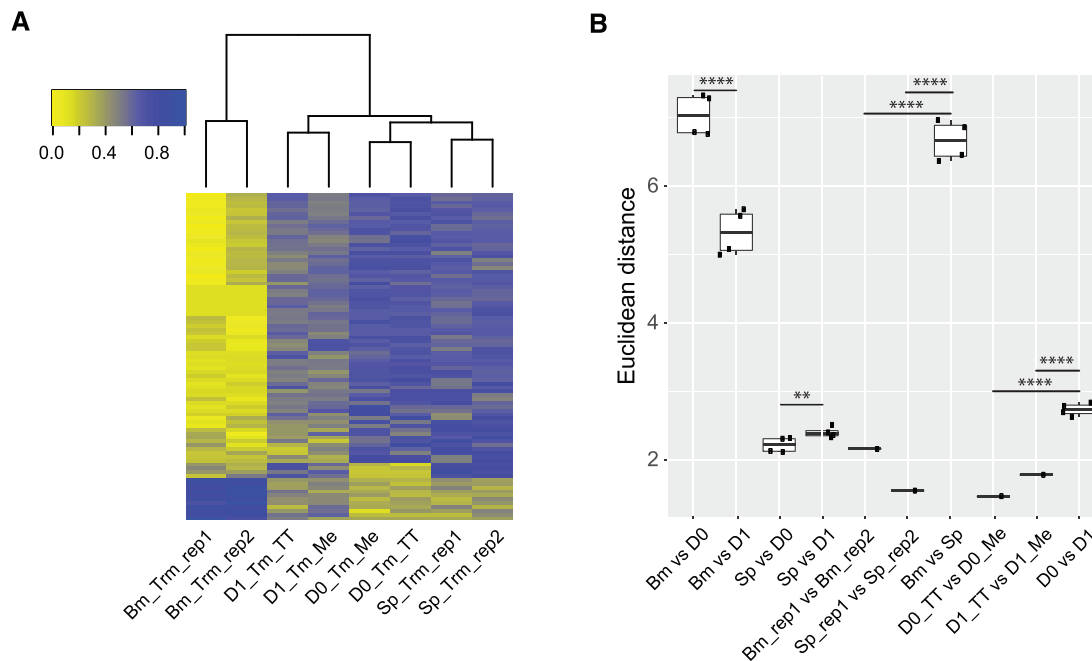 A
0.0 0.4 0.8
Bm_Trm_rep1
Bm_Trm_rep2
D1_Tm_TT
D1_Tm_Me
D0_Tm_Me
D0_Tm_TT
Sp_Trm_rep1
Sp_Trm_rep2
B
Euclidean distance
6
4
2
****
****
****
**
****
****
Bm vs D0
Bm vs D1
Sp vs D0
Sp vs D1
Bm_rep1 vs Bm_rep2
Sp_rep1 vs Sp_rep2
Bm vs Sp
D0_TT vs D0_Me
D1_TT vs D1_Me
D0 vs D1